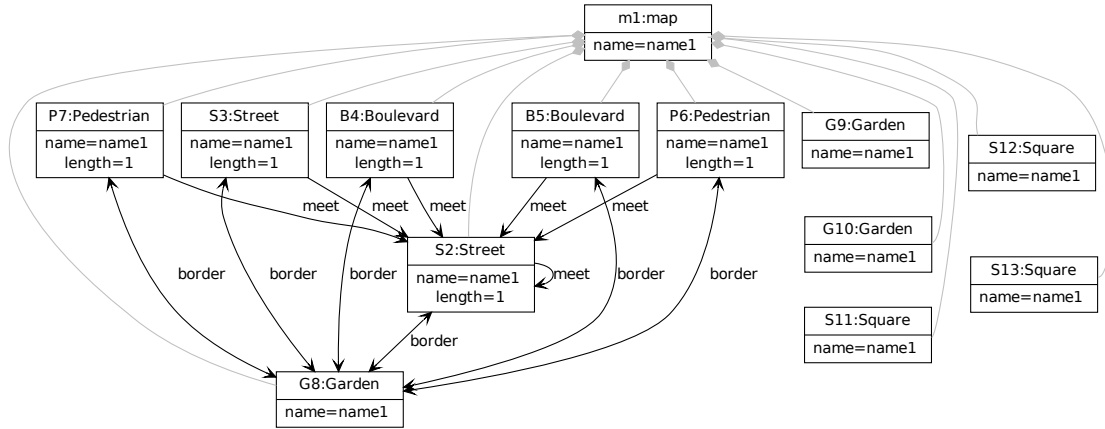 m1:map
name=name1
P7:Pedestrian
name=name1
length=1
S3:Street
name=name1
length=1
B4:Boulevard
name=name1
length=1
B5:Boulevard
name=name1
length=1
P6:Pedestrian
name=name1
length=1
G9:Garden
name=name1
S12:Square
name=name1
meet
meet
meet
meet
meet
G10:Garden
name=name1
S2:Street
name=name1
length=1
meet
border
border
border
border
border
S13:Square
name=name1
S11:Square
name=name1
border
G8:Garden
name=name1